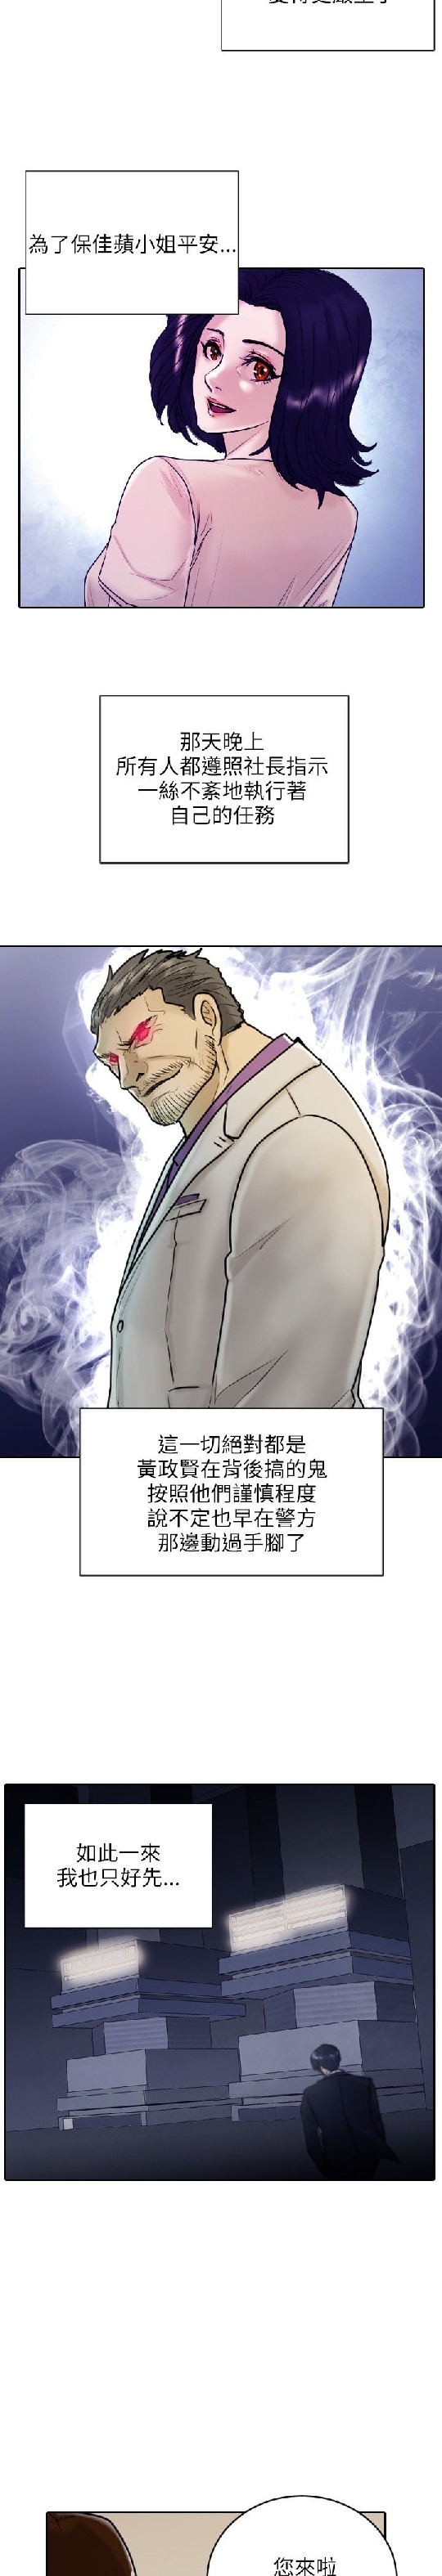 為了保佳蘋小姐平安...
那天晚上
所有人都遵照社長指示
一絲不紊地執行著
自己的任務
這一切絕對都是
黃政賢在背後搞的鬼
按照他們謹慎程度
說不定也早在警方
那邊動過手腳了
如此一來
我也只好先...
您來啦